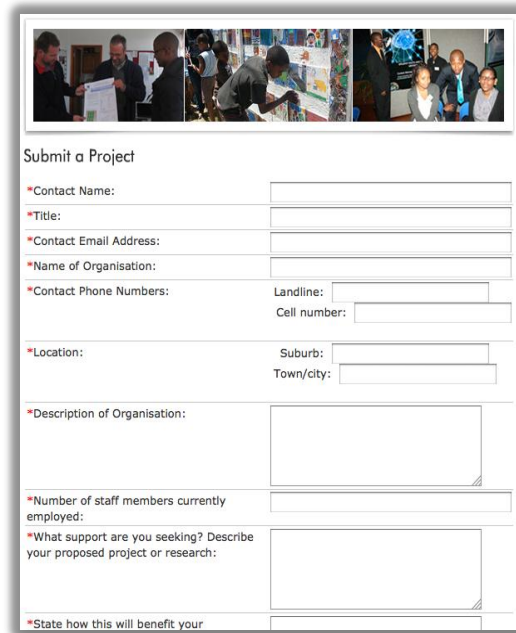 Submit a Project
*Contact Name:
*Title:
*Contact Email Address:
*Name of Organisation:
*Contact Phone Numbers:
Landline:
Cell number:
*Location:
Suburb:
Town/city:
*Description of Organisation:
*Number of staff members currently
employed:
*What support are you seeking? Describe
your proposed project or research:
*State how this will benefit your